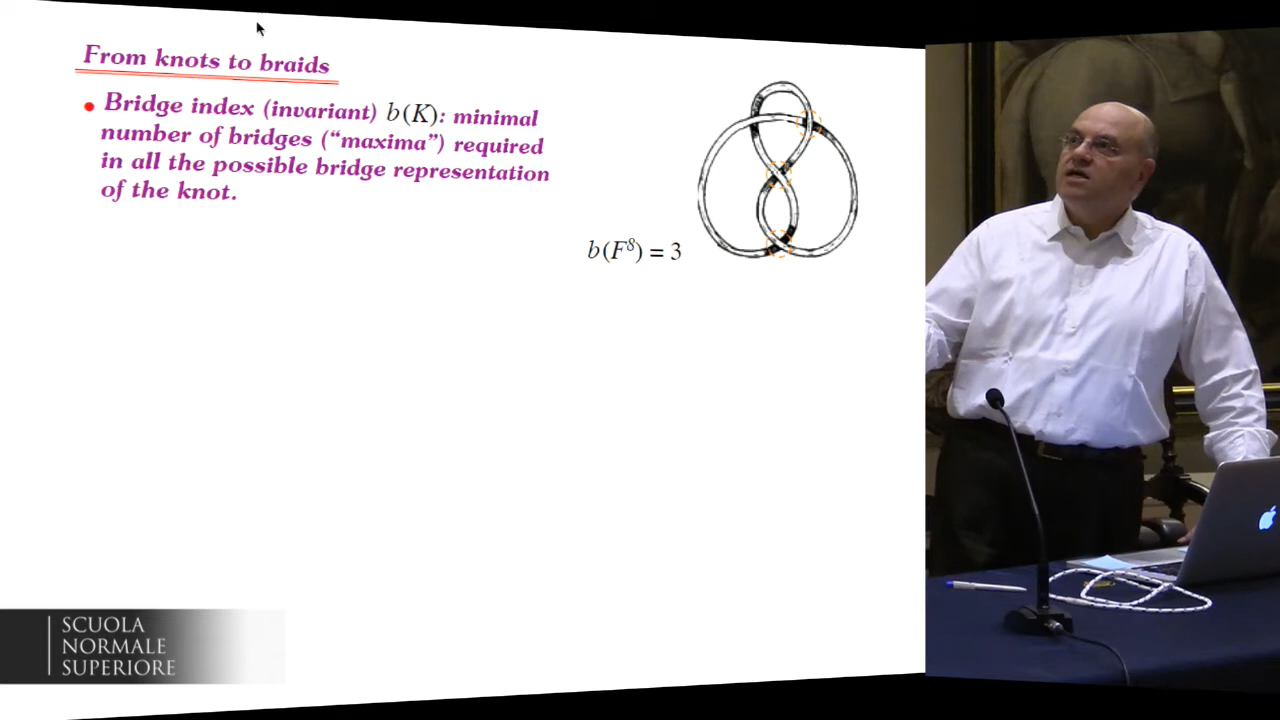 From knots to braids
• Bridge index (invariant) b(K): minimal
number of bridges (“maxima”) required
in all the possible bridge representation
of the knot.
b(F⁸) = 3
SCUOLA
NORMALE
SUPERIORE